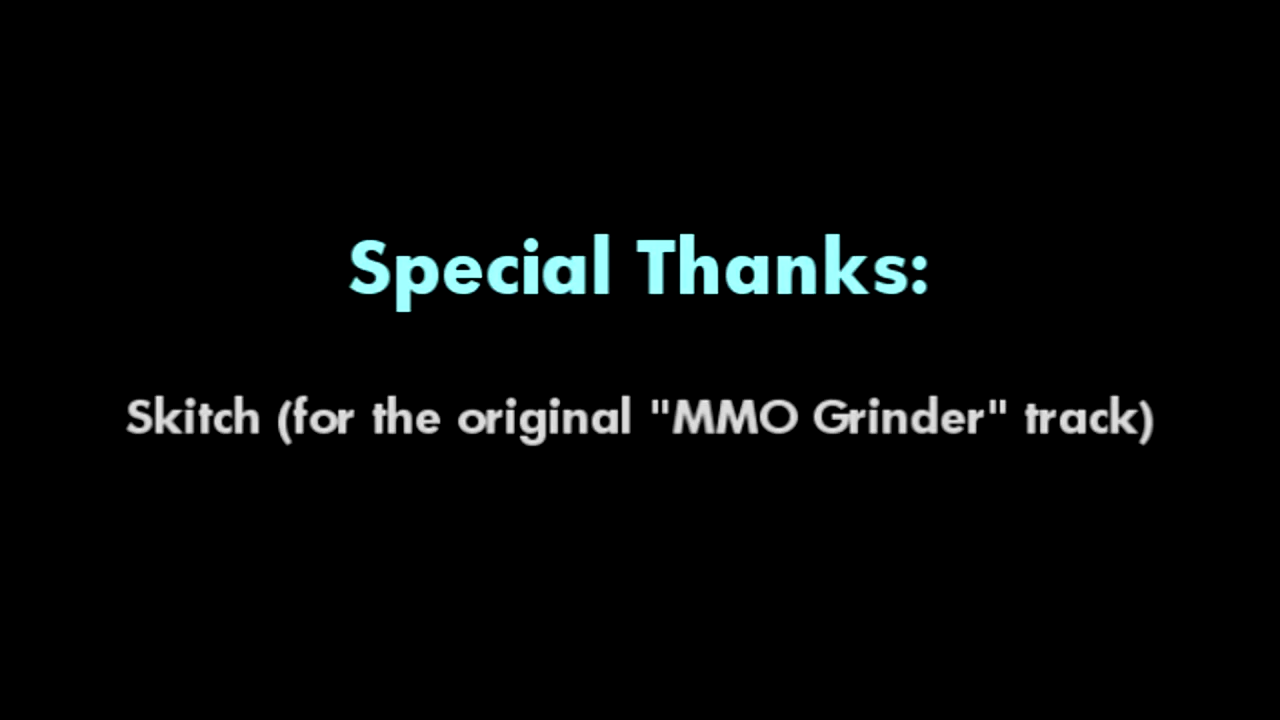 Special Thanks:
Skitch (for the original "MMO Grinder" track)